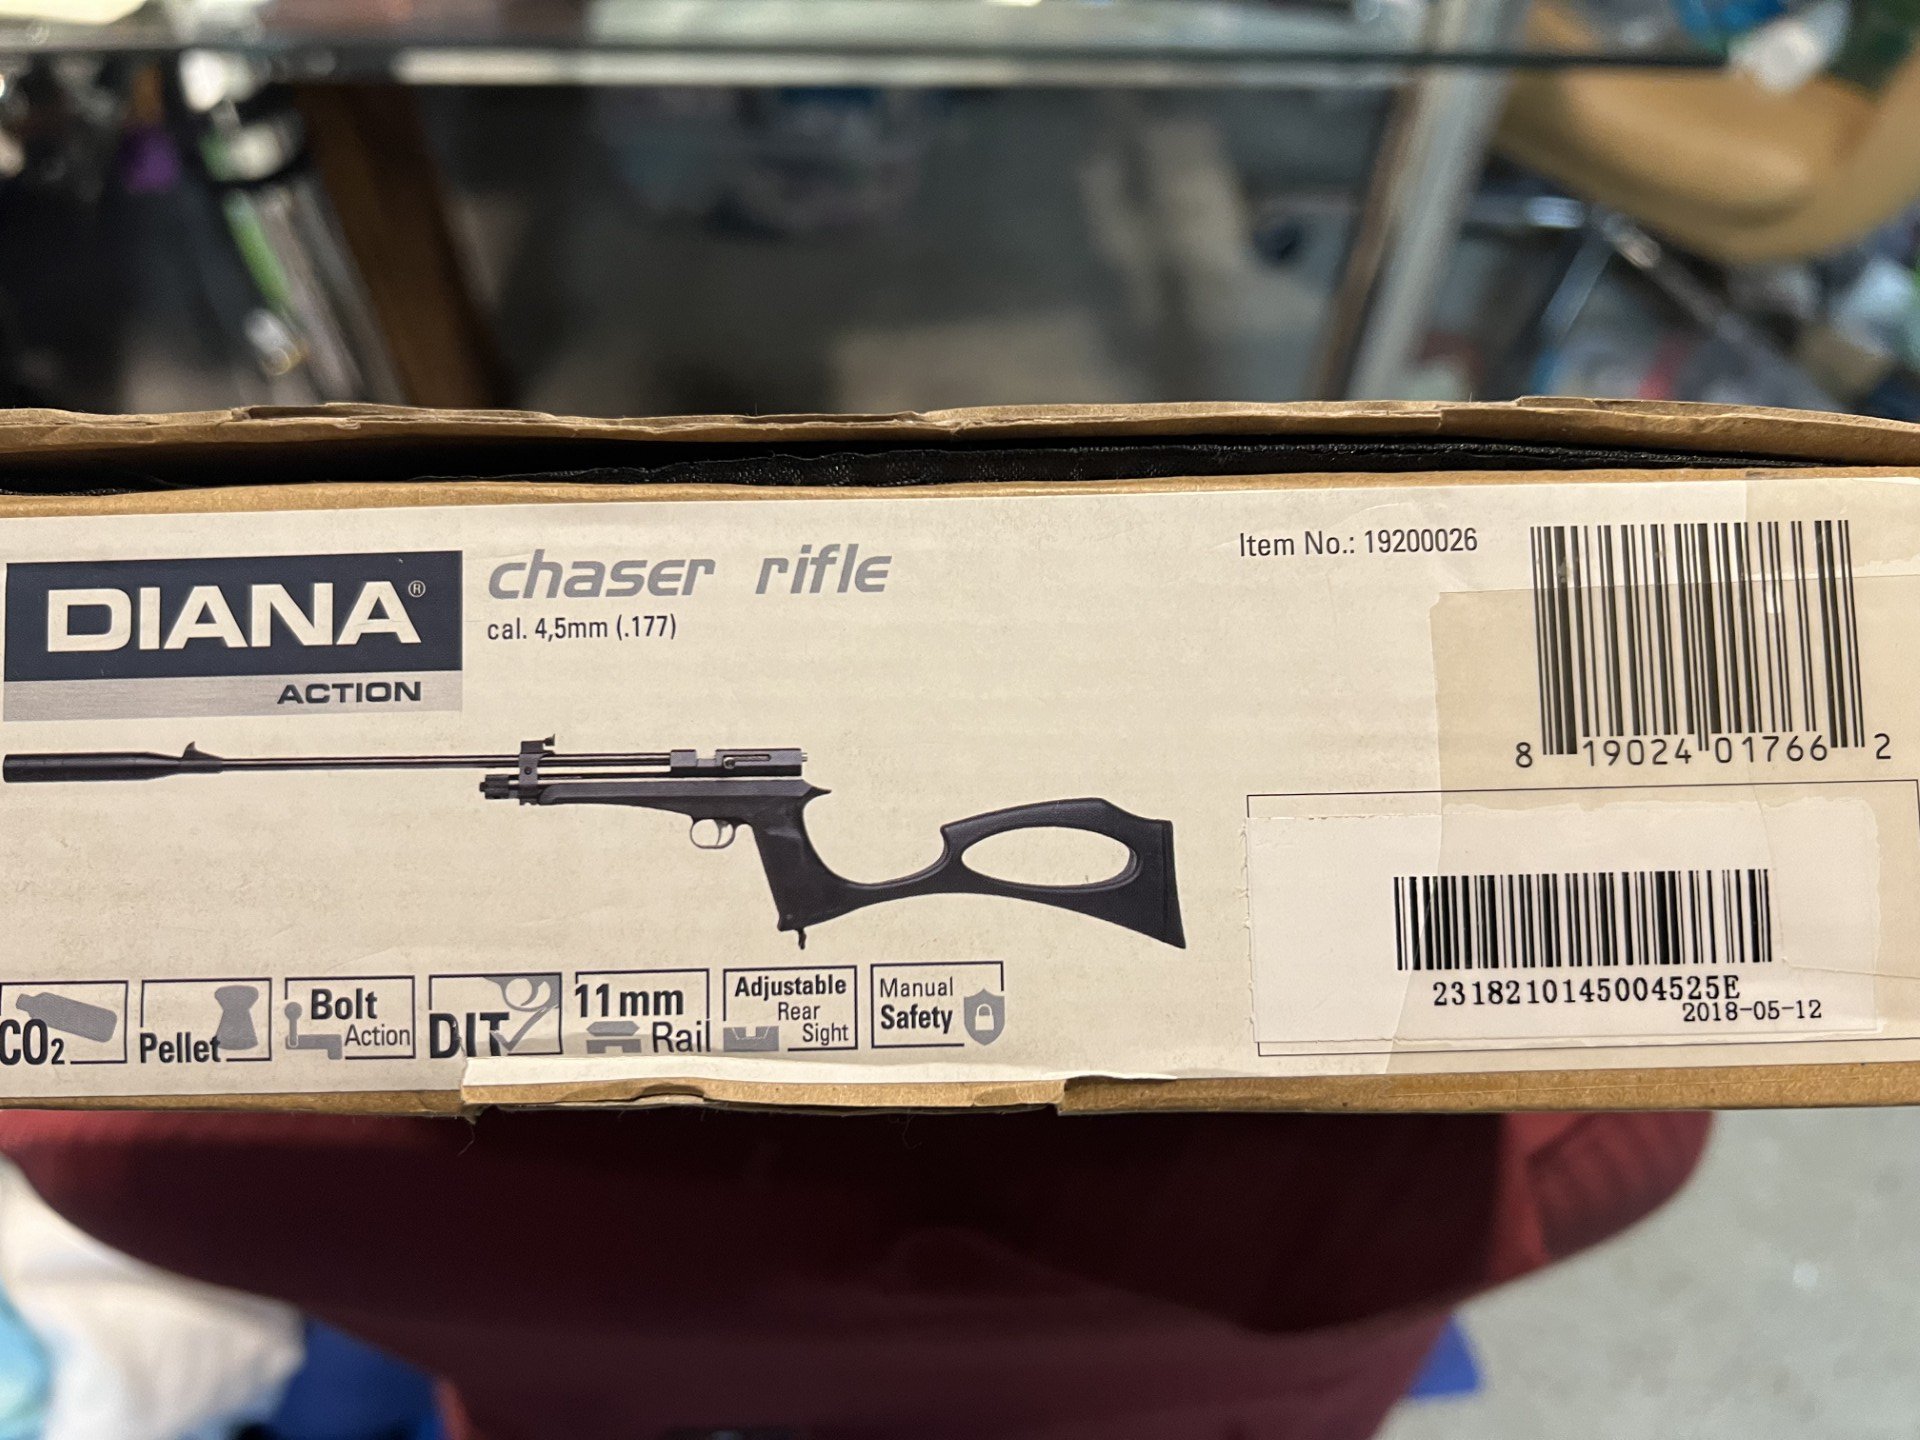 DIANA®
ACTION
chaser rifle
cal. 4,5mm (.177)
Item No.: 19200026
8 19024 01766 2
2318210145004525E
2018-05-12
CO2
Pellet
Bolt
Action
DIT
11mm
Rail
Adjustable
Rear
Sight
Manual
Safety